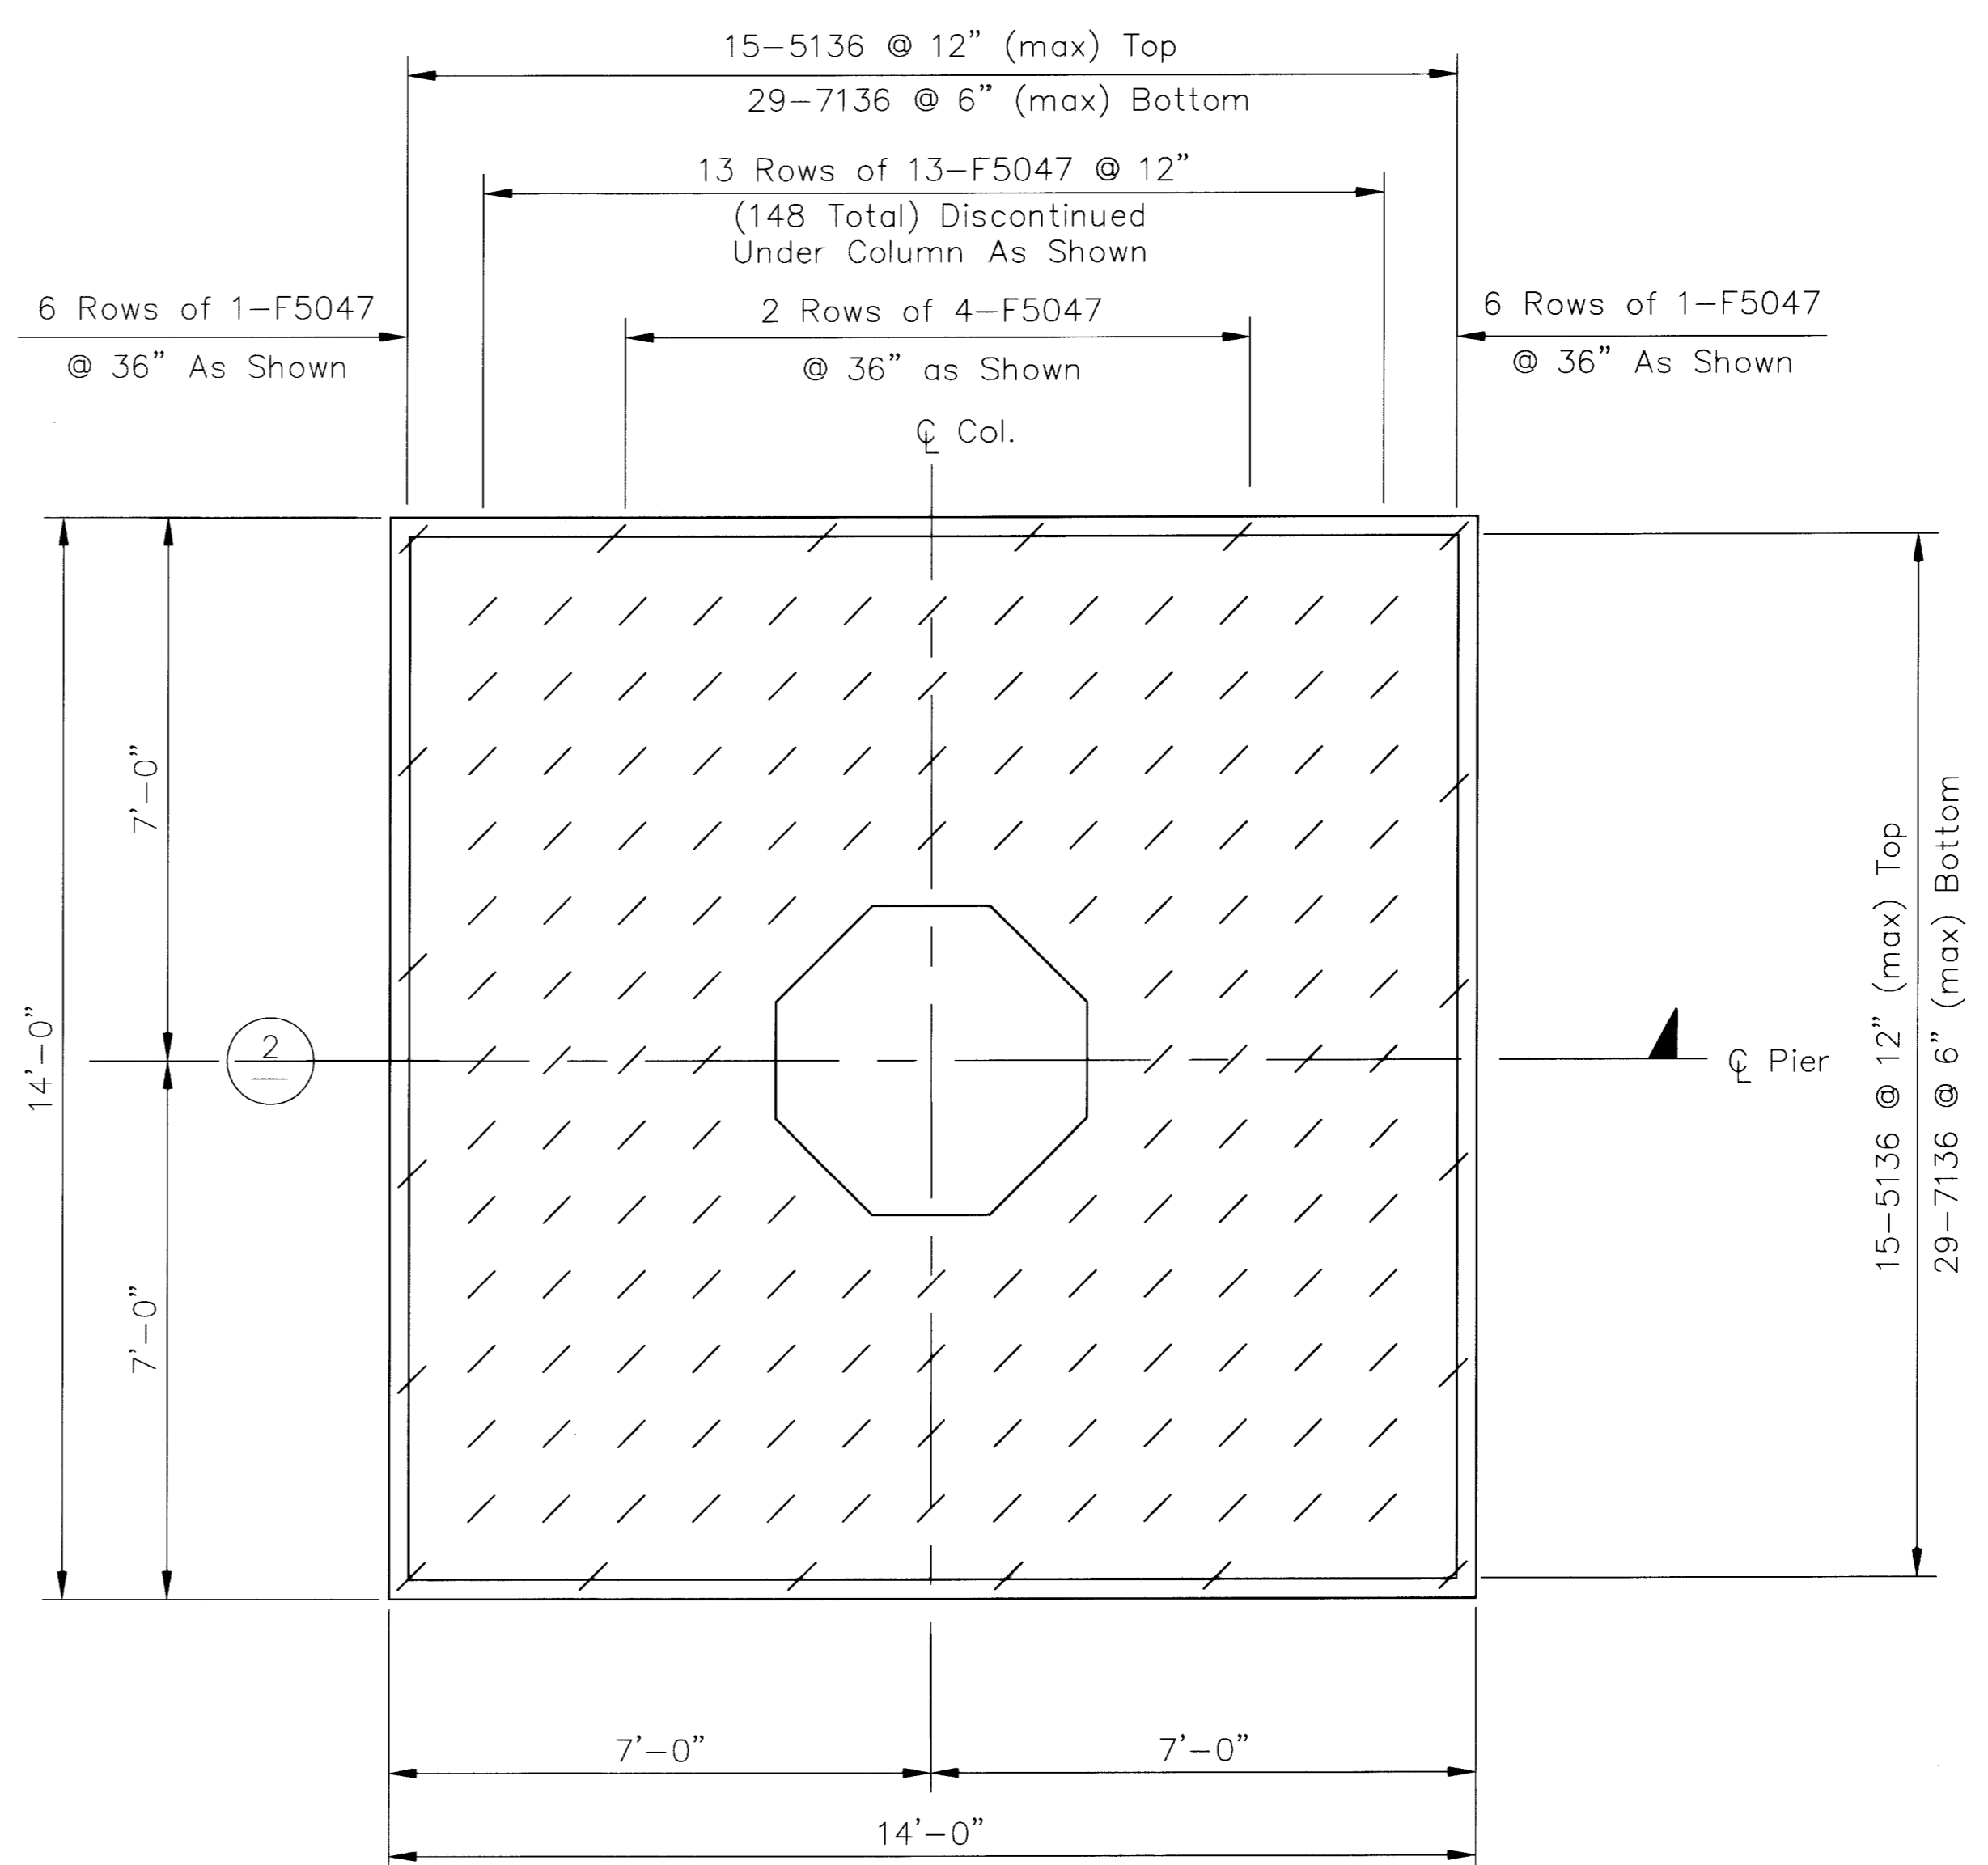 15-5136 @ 12" (max) Top
29-7136 @ 6" (max) Bottom
13 Rows of 13-F5047 @ 12"
(148 Total) Discontinued
Under Column As Shown
6 Rows of 1-F5047
@ 36" As Shown
2 Rows of 4-F5047
@ 36" as Shown
6 Rows of 1-F5047
@ 36" As Shown
℄ Col.
14'-0"
7'-0"
7'-0"
2
℄ Pier
15-5136 @ 12" (max) Top
29-7136 @ 6" (max) Bottom
7'-0"
7'-0"
14'-0"